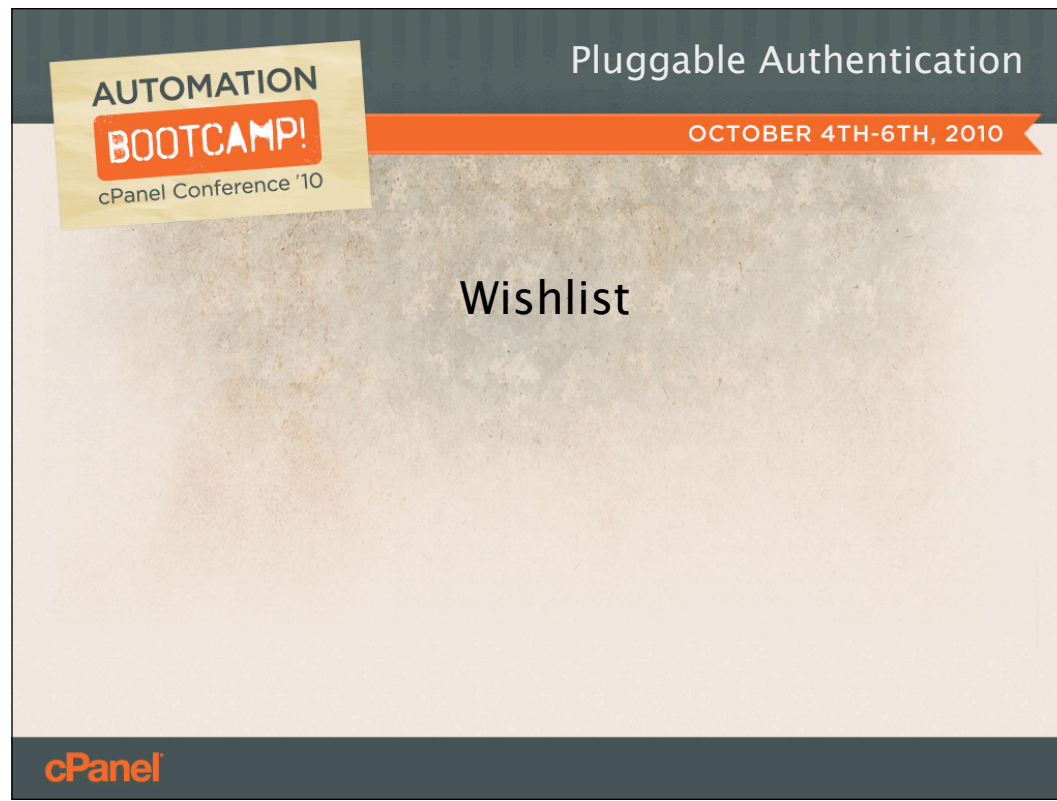 Pluggable Authentication
AUTOMATION
BOOTCAMP!
cPanel Conference '10
OCTOBER 4TH-6TH, 2010
Wishlist
cPanel